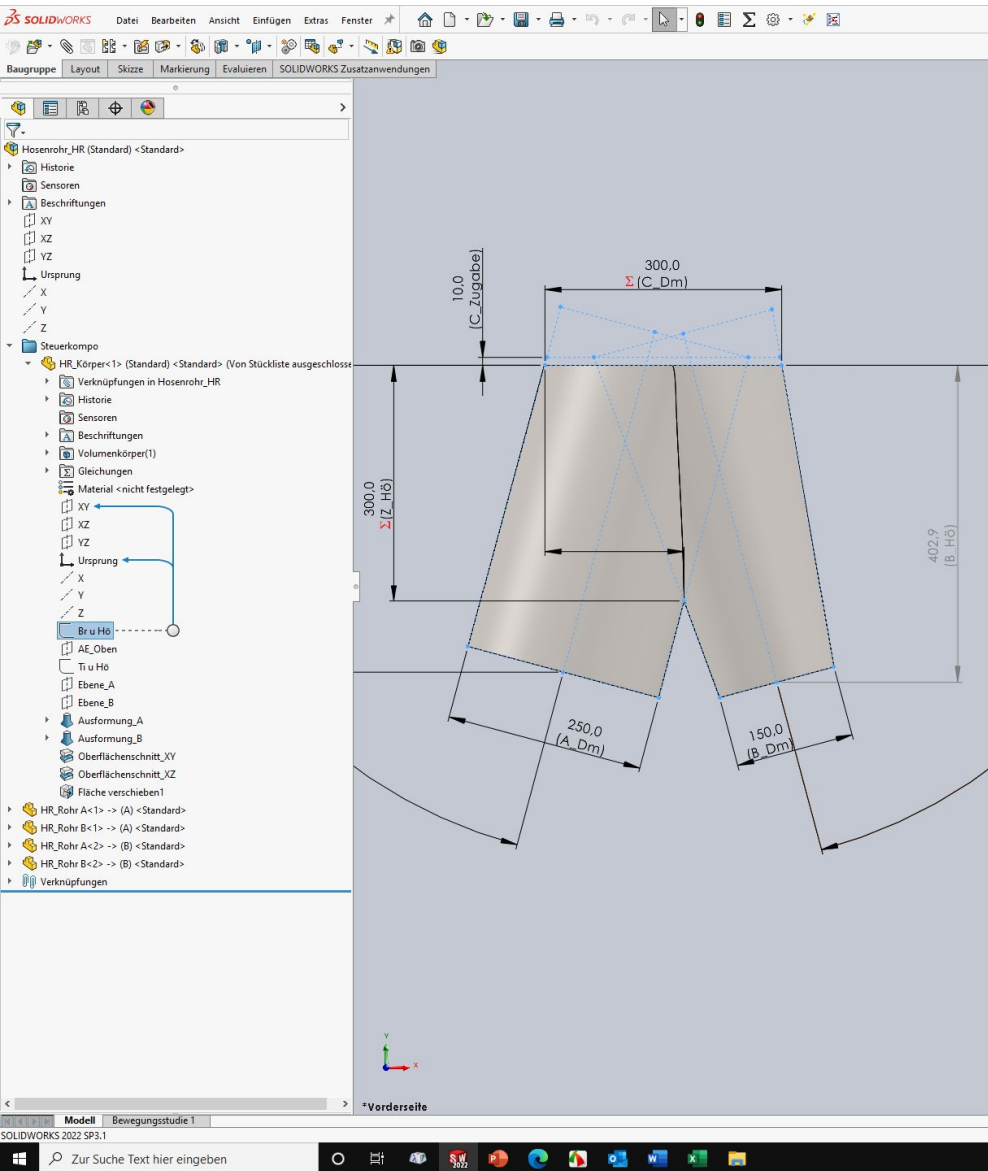 SOLIDWORKS Datei Bearbeiten Ansicht Einfügen Extras Fenster
Baugruppe Layout Skizze Markierung Evaluieren SOLIDWORKS Zusatzanwendungen
Hosenrohr_HR (Standard) <Standard>
Historie
Sensoren
Beschriftungen
XY
XZ
YZ
Ursprung
X
Y
Z
Steuerkompo
HR_Körper<1> (Standard) <Standard> (Von Stückliste ausgeschlosse
Verknüpfungen in Hosenrohr_HR
Historie
Sensoren
Beschriftungen
Volumenkörper(1)
Gleichungen
Material <nicht festgelegt>
XY
XZ
YZ
Ursprung
X
Y
Z
Br u Hö
AE_Oben
Ti u Hö
Ebene_A
Ebene_B
Ausformung_A
Ausformung_B
Oberflächenschnitt_XY
Oberflächenschnitt_XZ
Fläche verschieben1
HR_Rohr A<1> -> (A) <Standard>
HR_Rohr B<1> -> (A) <Standard>
HR_Rohr A<2> -> (B) <Standard>
HR_Rohr B<2> -> (B) <Standard>
Verknüpfungen
10,0
(C_Zugabe)
300,0
Σ (C_Dm)
300,0
Σ(Z_Hö)
402,9
(B_Hö)
250,0
(A_Dm)
150,0
(B_Dm)
Y
X
*Vorderseite
Modell Bewegungsstudie 1
SOLIDWORKS 2022 SP3.1
Zur Suche Text hier eingeben